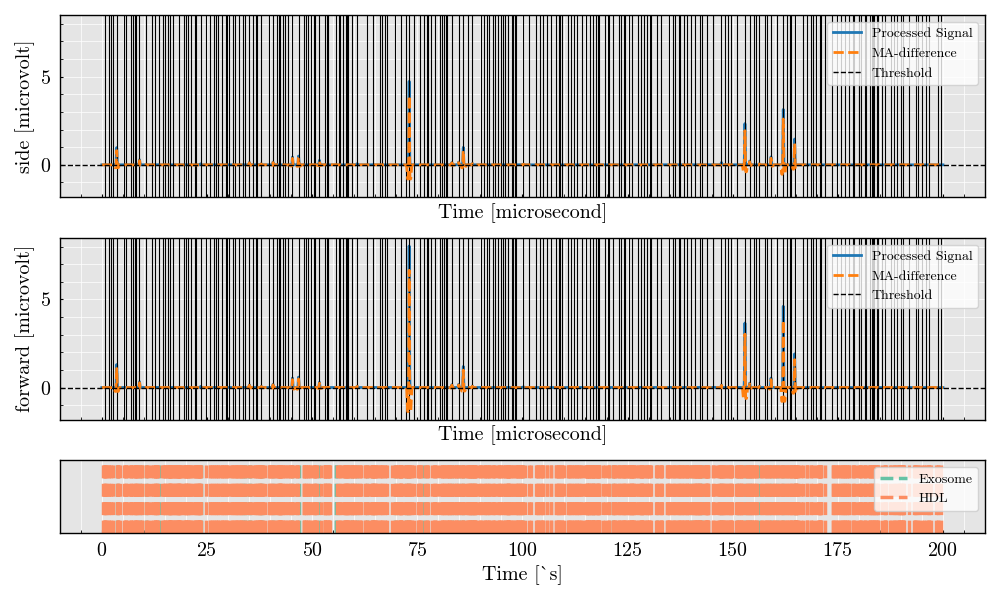 side [microvolt]
5
0
Processed Signal
MA-difference
Threshold
Time [microsecond]
forward [microvolt]
5
0
Processed Signal
MA-difference
Threshold
Time [microsecond]
Exosome
HDL
0 25 50 75 100 125 150 175 200
Time [`s]